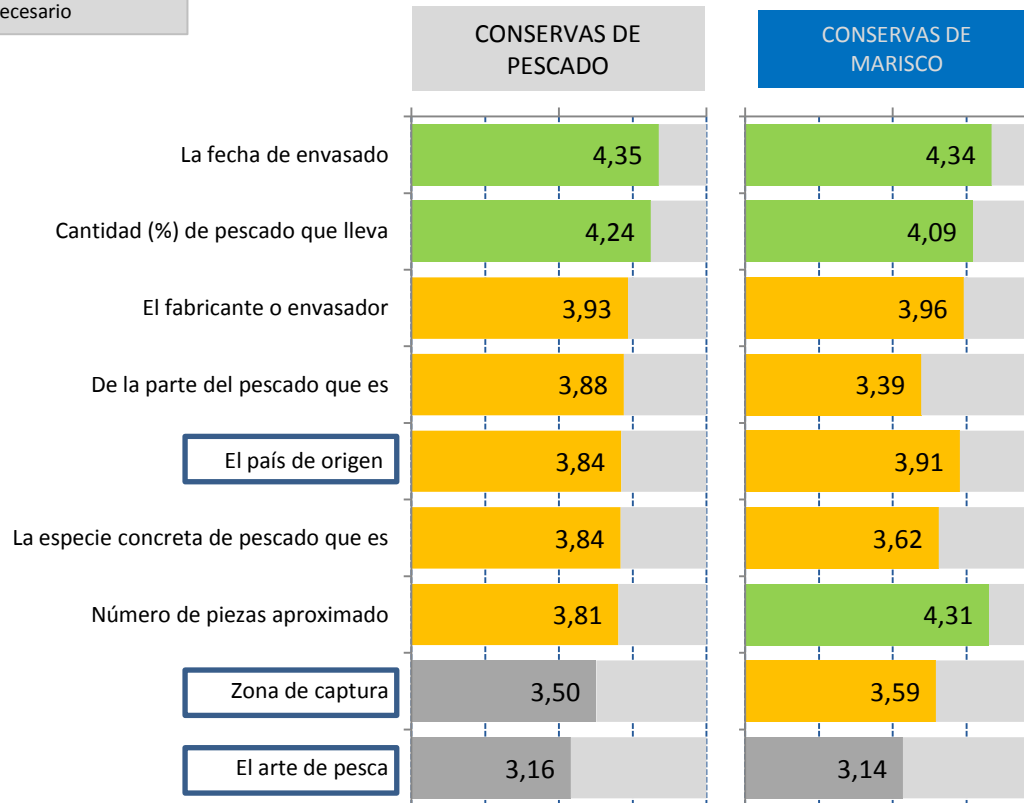 ecesario
CONSERVAS DE
PESCADO
CONSERVAS DE
MARISCO
La fecha de envasado 4,35 4,34
Cantidad (%) de pescado que lleva 4,24 4,09
El fabricante o envasador 3,93 3,96
De la parte del pescado que es 3,88 3,39
El país de origen 3,84 3,91
La especie concreta de pescado que es 3,84 3,62
Número de piezas aproximado 3,81 4,31
Zona de captura 3,50 3,59
El arte de pesca 3,16 3,14